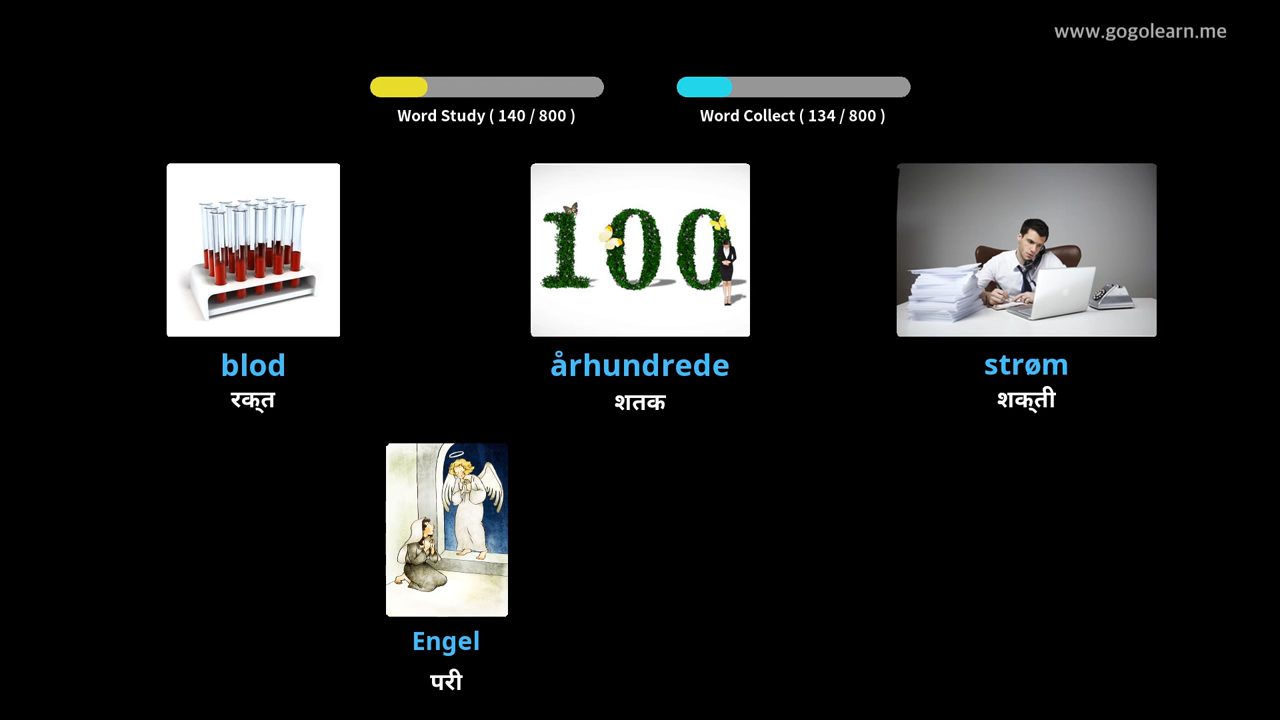 www.gogolearn.me
Word Study ( 140 / 800 )
Word Collect ( 134 / 800 )
100
blod
रक्त
århundrede
शतक
strøm
शक्ती
Engel
परी